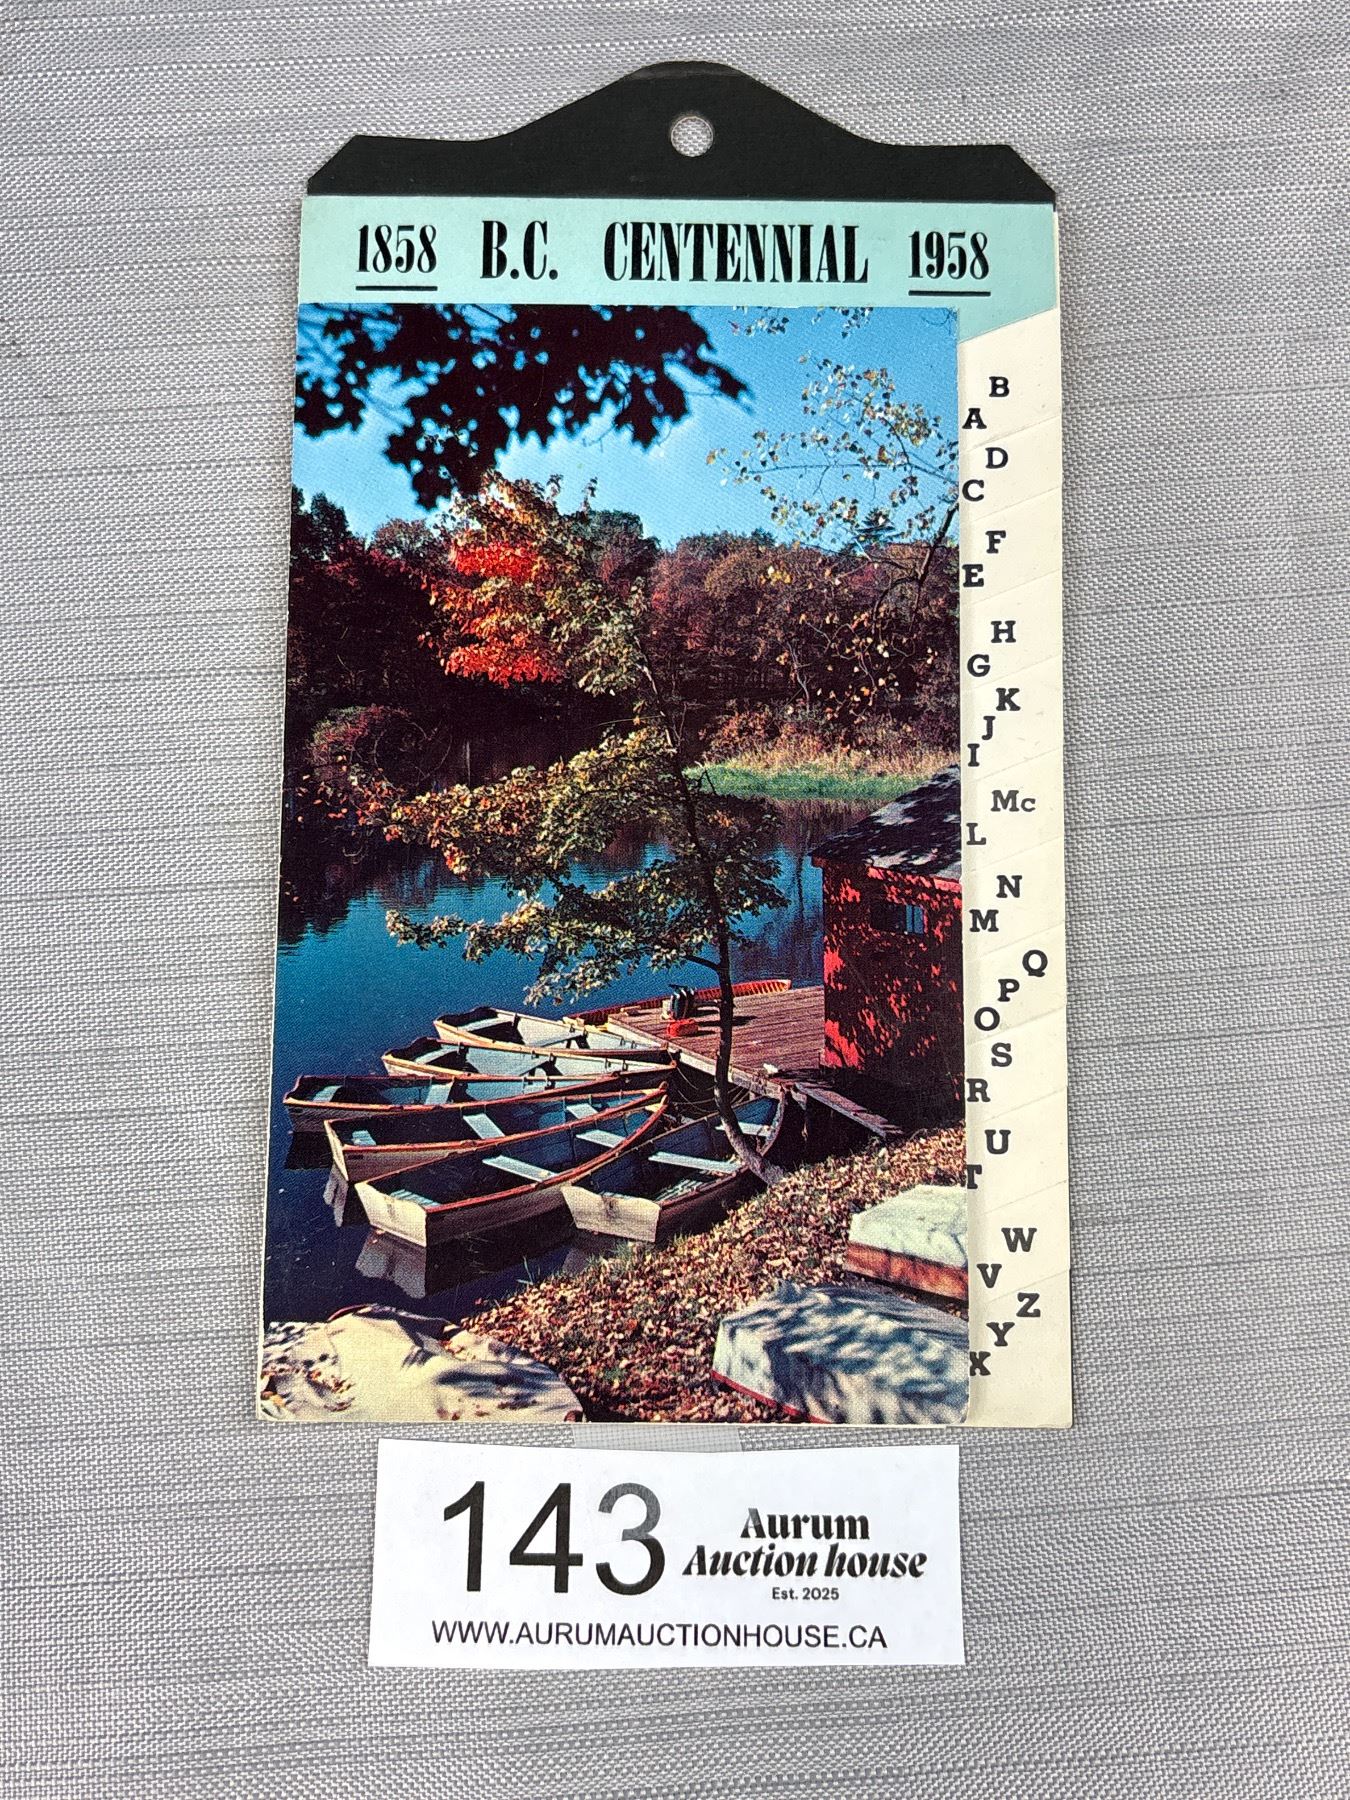 1858 B.C. CENTENNIAL 1958
B
A
D
C
F
E
H
G
K
J
I
Mc
L
N
M
Q
P
O
S
R
U
T
W
V
Z
Y
X
143
Aurum
Auction house
Est. 2025
WWW.AURUMAUCTIONHOUSE.CA